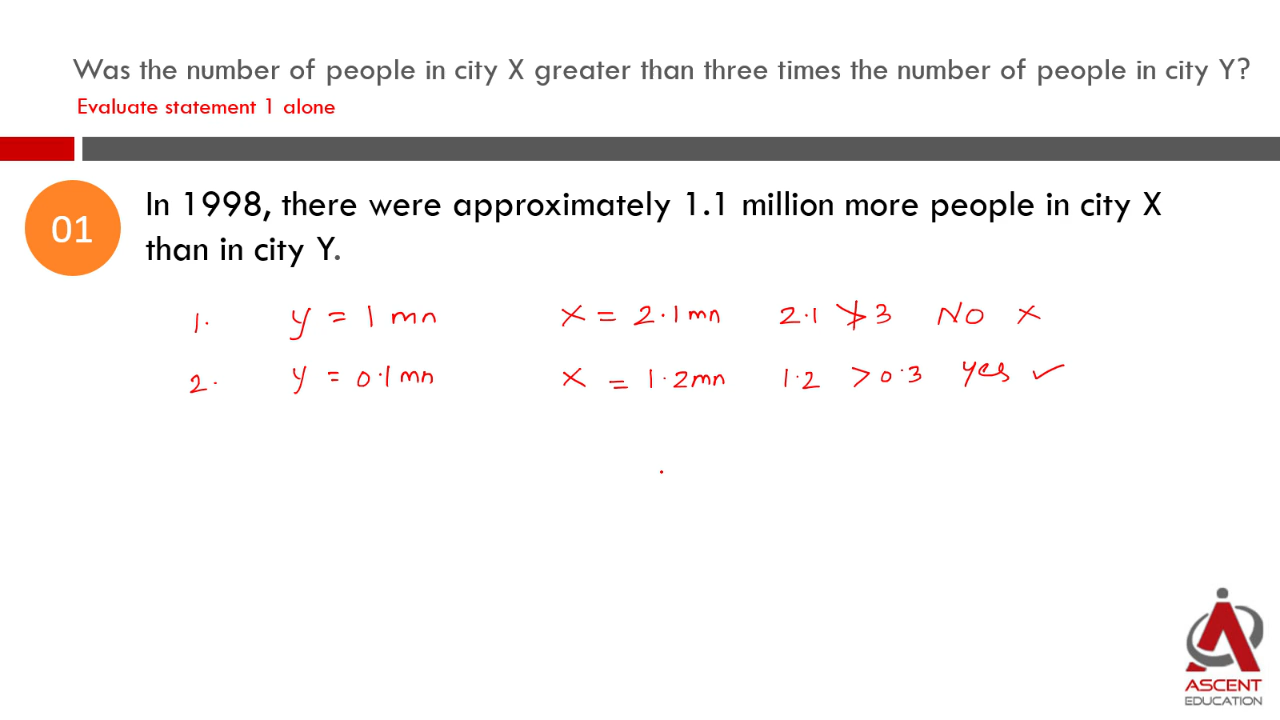 Was the number of people in city X greater than three times the number of people in city Y?
Evaluate statement 1 alone
01
In 1998, there were approximately 1.1 million more people in city X
than in city Y.
1. y = 1 mn x = 2.1 mn 2.1 ≯ 3 NO ×
2. y = 0.1 mn x = 1.2 mn 1.2 > 0.3 yes ✓
ASCENT
EDUCATION